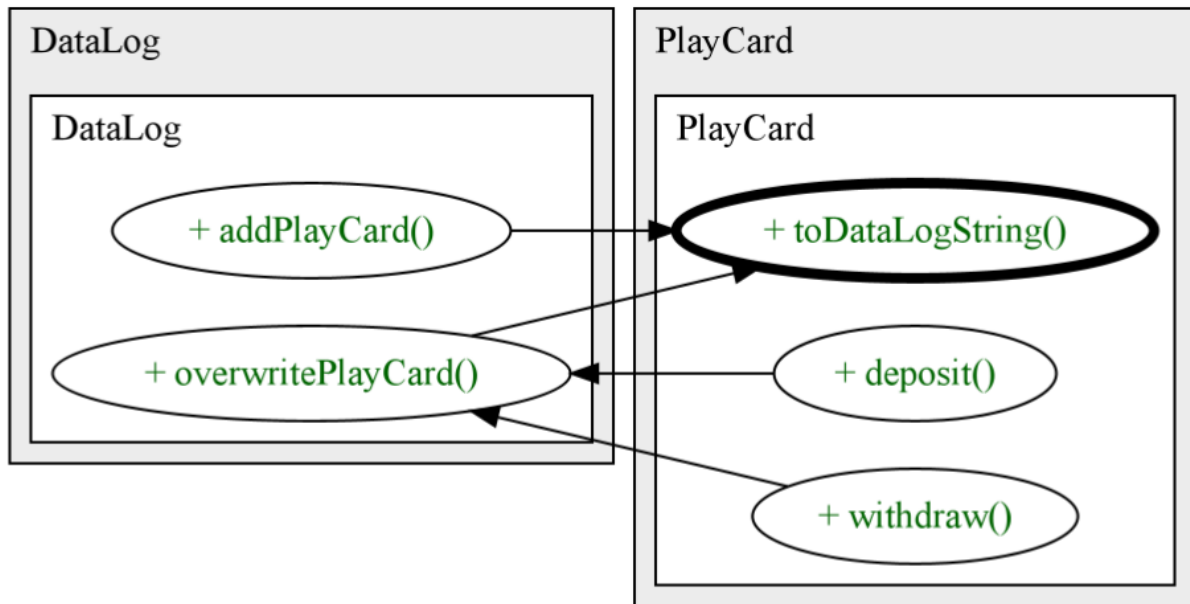 DataLog
DataLog
+ addPlayCard()
+ overwritePlayCard()
PlayCard
PlayCard
+ toDataLogString()
+ deposit()
+ withdraw()